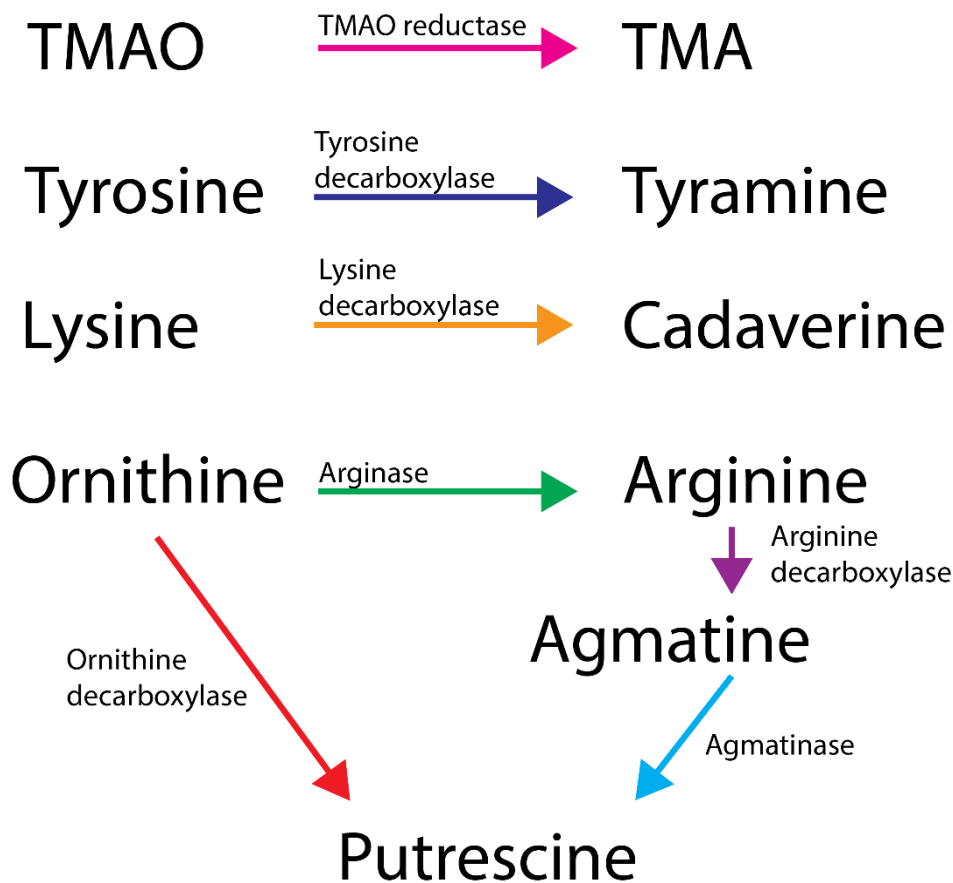 TMAO
TMAO reductase
TMA
Tyrosine
Tyrosine
decarboxylase
Tyramine
Lysine
Lysine
decarboxylase
Cadaverine
Ornithine
Arginase
Arginine
Arginine
decarboxylase
Agmatine
Ornithine
decarboxylase
Agmatinase
Putrescine